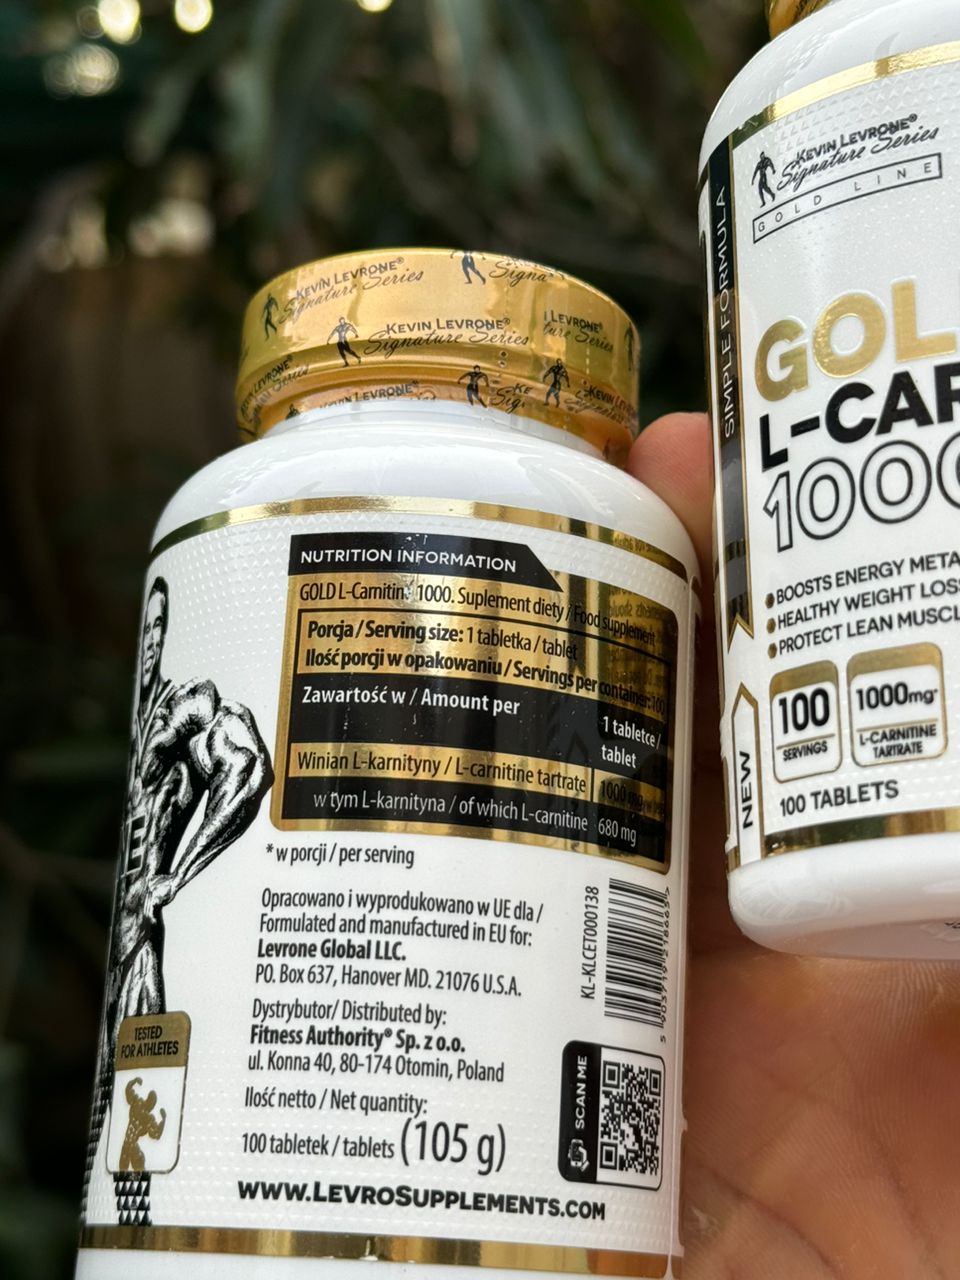 KEVIN LEVRONE®
Signature Series
KEVIN LEVRONE®
Signature Series
NUTRITION INFORMATION
GOLD L-Carnitine 1000. Suplement diety / Food supplement
Porcja / Serving size: 1 tabletka / tablet
Ilość porcji w opakowaniu / Servings per container: 100
Zawartość w / Amount per
1 tabletce /
tablet
Winian L-karnityny / L-carnitine tartrate 1000 mg
w tym L-karnityna / of which L-carnitine 680 mg
* w porcji / per serving
Opracowano i wyprodukowano w UE dla /
Formulated and manufactured in EU for:
Levrone Global LLC.
PO. Box 637, Hanover MD. 21076 U.S.A.
Dystrybutor/ Distributed by:
Fitness Authority® Sp. z o.o.
ul. Konna 40, 80-174 Otomin, Poland
Ilość netto / Net quantity:
100 tabletek / tablets (105 g)
WWW.LEVROSUPPLEMENTS.COM
TESTED
FOR ATHLETES
KL-KLCET000138
SCAN ME
KEVIN LEVRONE®
Signature Series
GOLD LINE
SIMPLE FORMULA
GOL
L-CAR
1000
BOOSTS ENERGY META
HEALTHY WEIGHT LOSS
PROTECT LEAN MUSCL
100
SERVINGS
1000mg*
L-CARNITINE
TARTRATE
NEW
100 TABLETS